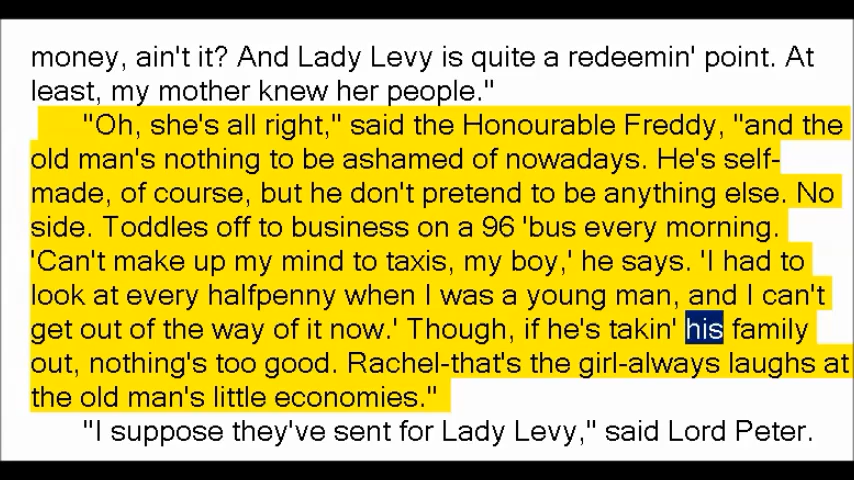 money, ain't it? And Lady Levy is quite a redeemin' point. At
least, my mother knew her people."
"Oh, she's all right," said the Honourable Freddy, "and the
old man's nothing to be ashamed of nowadays. He's self-
made, of course, but he don't pretend to be anything else. No
side. Toddles off to business on a 96 'bus every morning.
'Can't make up my mind to taxis, my boy,' he says. 'I had to
look at every halfpenny when I was a young man, and I can't
get out of the way of it now.' Though, if he's takin' his family
out, nothing's too good. Rachel-that's the girl-always laughs at
the old man's little economies."
"I suppose they've sent for Lady Levy," said Lord Peter.